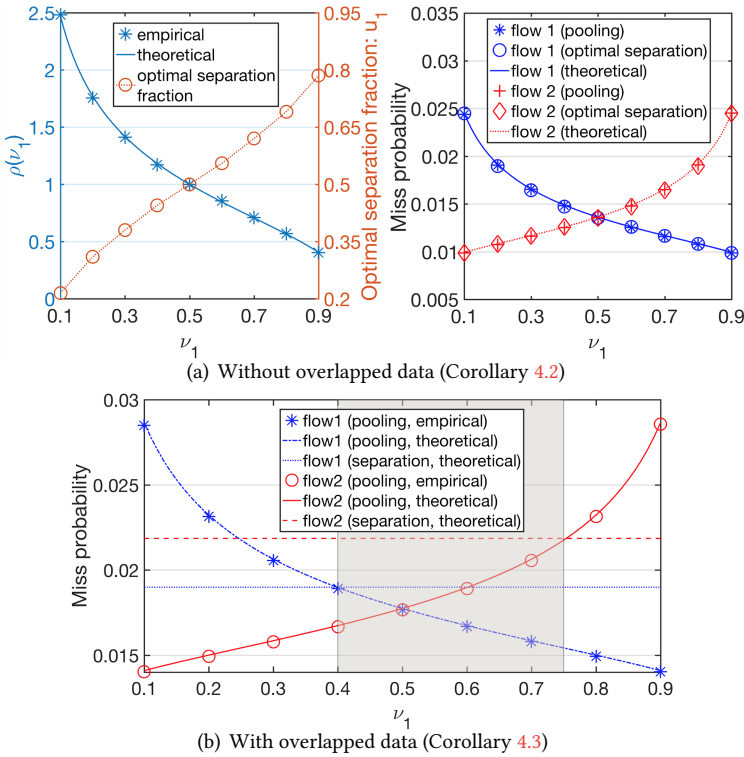 2.5
2
1.5
1
0.5
0
ρ(ν1)
empirical
theoretical
optimal separation
fraction
0.95
0.8
0.65
0.5
0.35
0.2
Optimal separation fraction: u1
0.1 0.3 0.5 0.7 0.9
ν1
0.035
0.03
0.025
0.02
0.015
0.01
0.005
Miss probability
flow 1 (pooling)
flow 1 (optimal separation)
flow 1 (theoretical)
flow 2 (pooling)
flow 2 (optimal separation)
flow 2 (theoretical)
0.1 0.3 0.5 0.7 0.9
ν1
(a) Without overlapped data (Corollary 4.2)
0.03
0.025
0.02
0.015
Miss probability
flow1 (pooling, empirical)
flow1 (pooling, theoretical)
flow1 (separation, theoretical)
flow2 (pooling, empirical)
flow2 (pooling, theoretical)
flow2 (separation, theoretical)
0.1 0.2 0.3 0.4 0.5 0.6 0.7 0.8 0.9
ν1
(b) With overlapped data (Corollary 4.3)